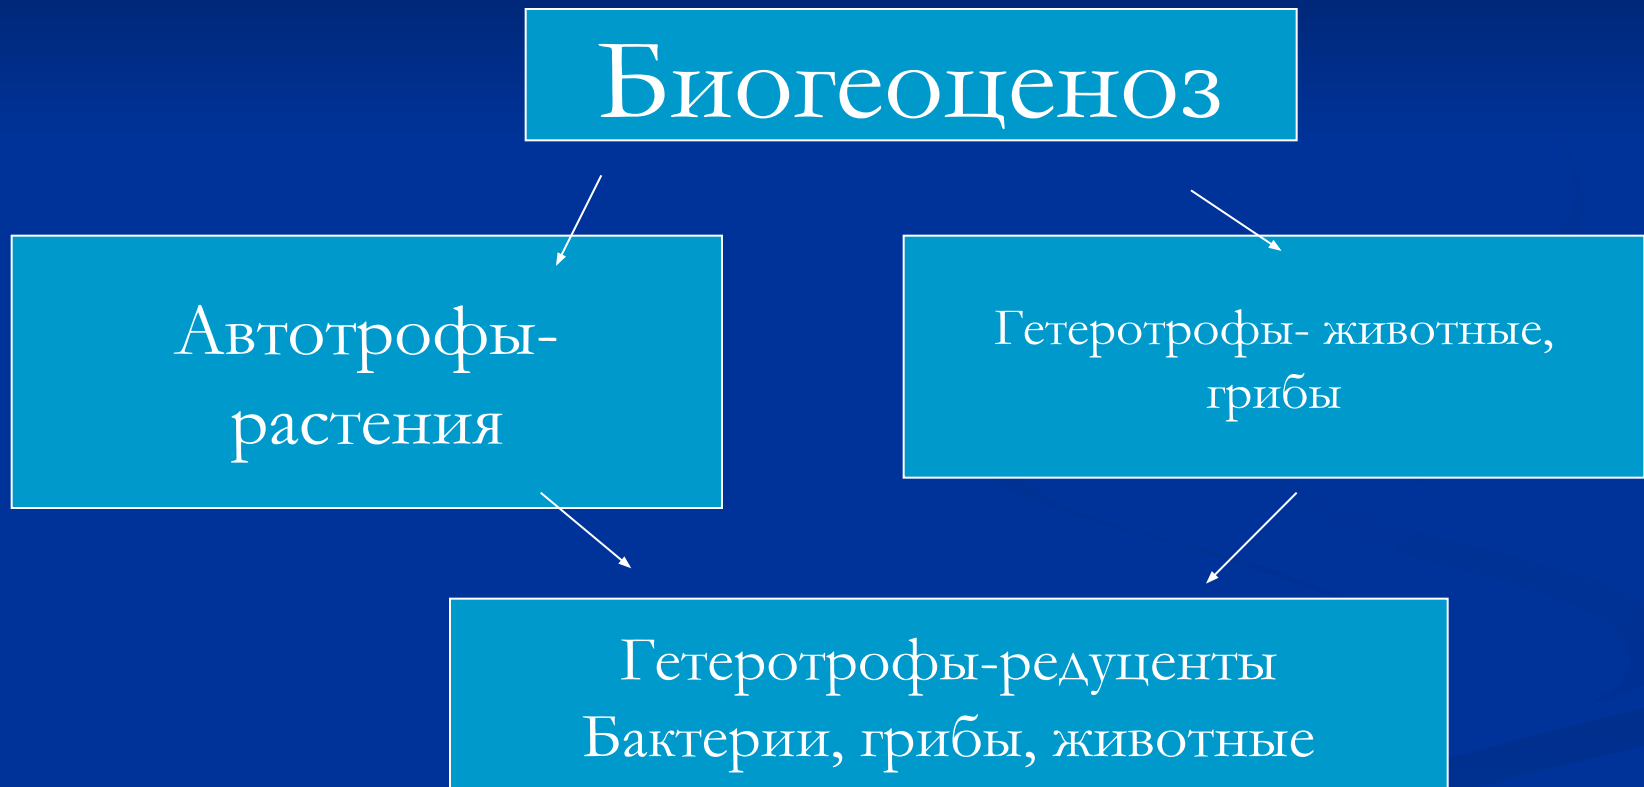 Биогеоценоз
Автотрофы-
растения
Гетеротрофы- животные,
грибы
Гетеротрофы-редуценты
Бактерии, грибы, животные